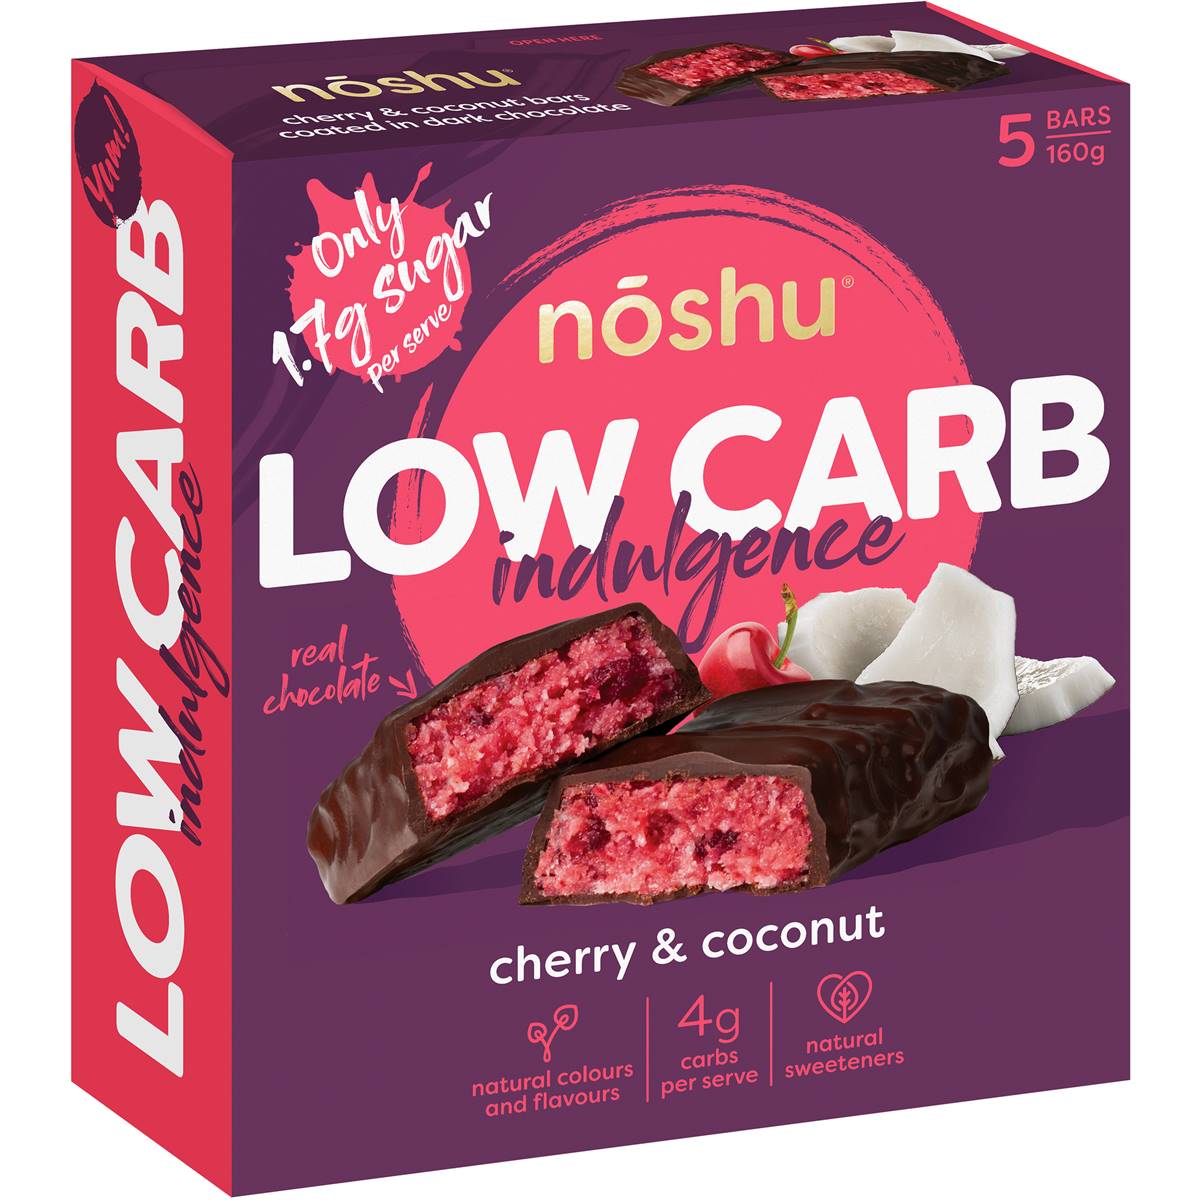 OPEN HERE
nōshu®
cherry & coconut bars
coated in dark chocolate
5 BARS
160g
Yum!
LOW CARB
indulgence
Only
1.7g sugar
per serve
nōshu®
LOW CARB
indulgence
real
chocolate
cherry & coconut
natural colours
and flavours
4g
carbs
per serve
natural
sweeteners